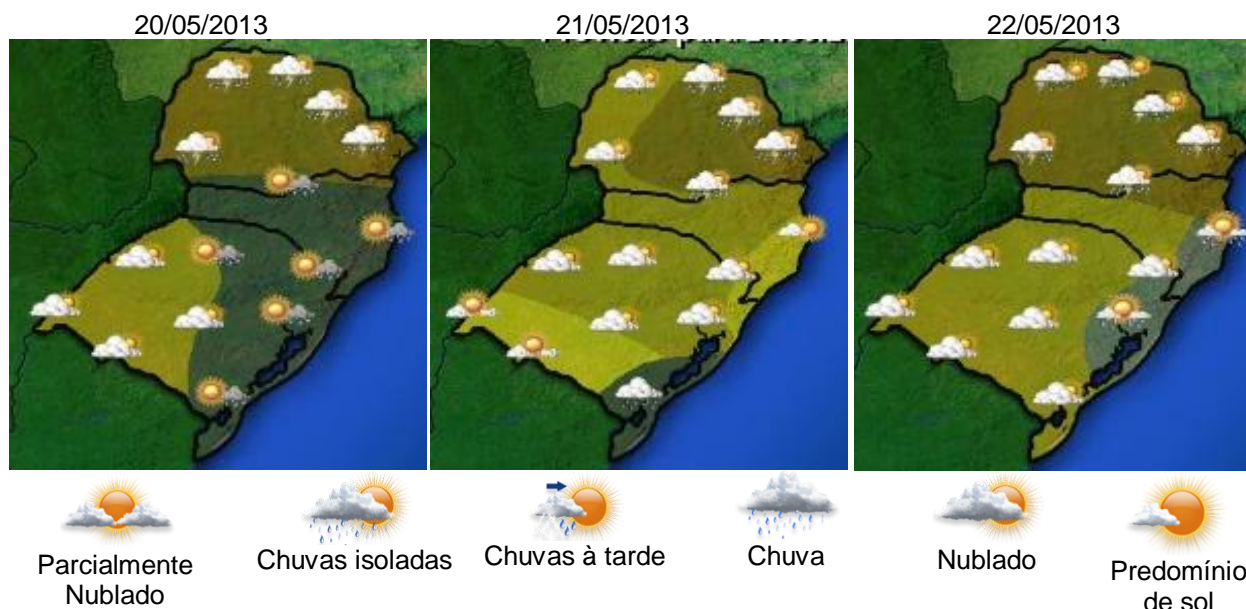 20/05/2013
21/05/2013
22/05/2013
Parcialmente
Nublado
Chuvas isoladas
Chuvas à tarde
Chuva
Nublado
Predomínio
de sol